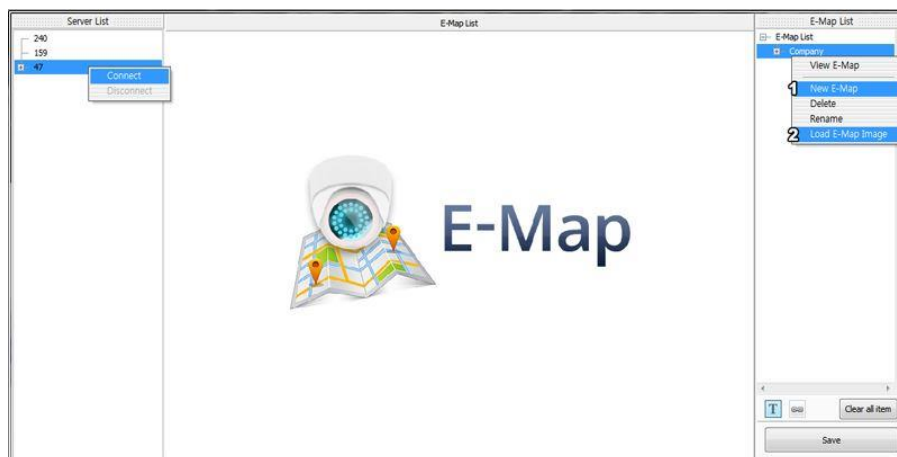 Server List
E-Map List
E-Map List
240
159
47
Connect
Disconnect
E-Map
E-Map List
Company
View E-Map
1 New E-Map
Delete
Rename
2 Load E-Map Image
T
Clear all item
Save